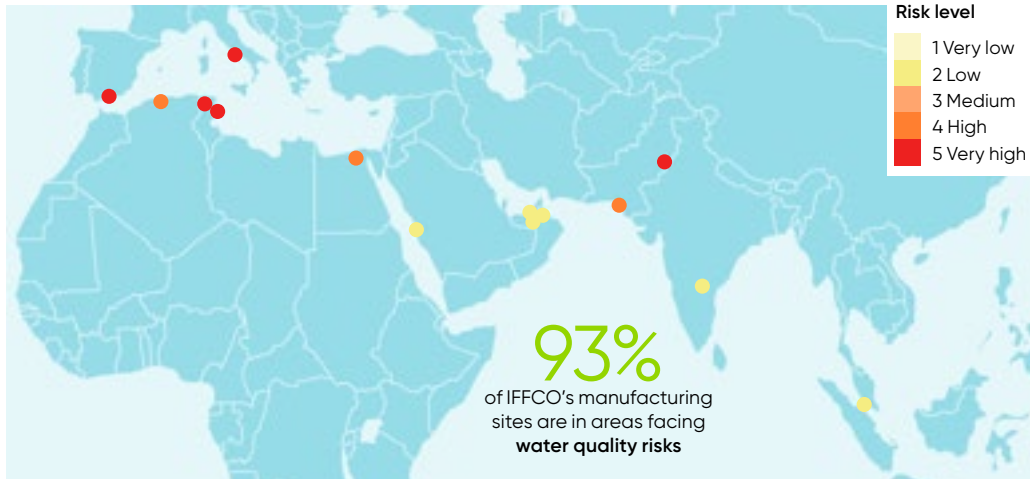 Risk level
1 Very low
2 Low
3 Medium
4 High
5 Very high
93%
of IFFCO’s manufacturing
sites are in areas facing
water quality risks